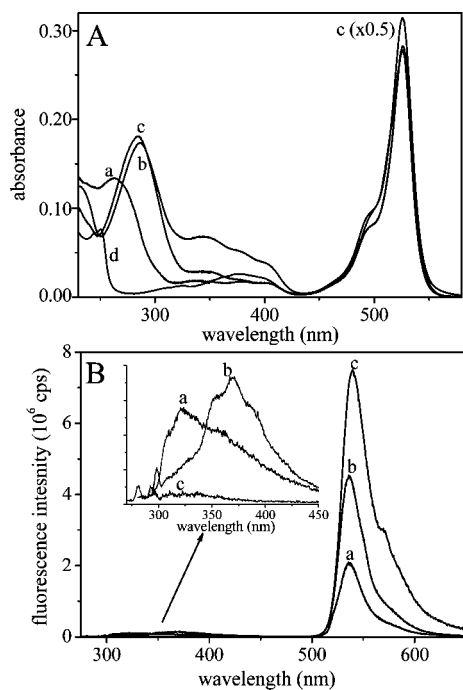 A
c (x0.5)
0.30
0.20
0.10
0.00
absorbance
a
c
b
d
300
400
500
wavelength (nm)
B
8
6
4
2
0
fluorescence intesnity (10⁶ cps)
a
b
c
300
350
400
450
wavelength (nm)
c
b
a
300
400
500
600
wavelength (nm)